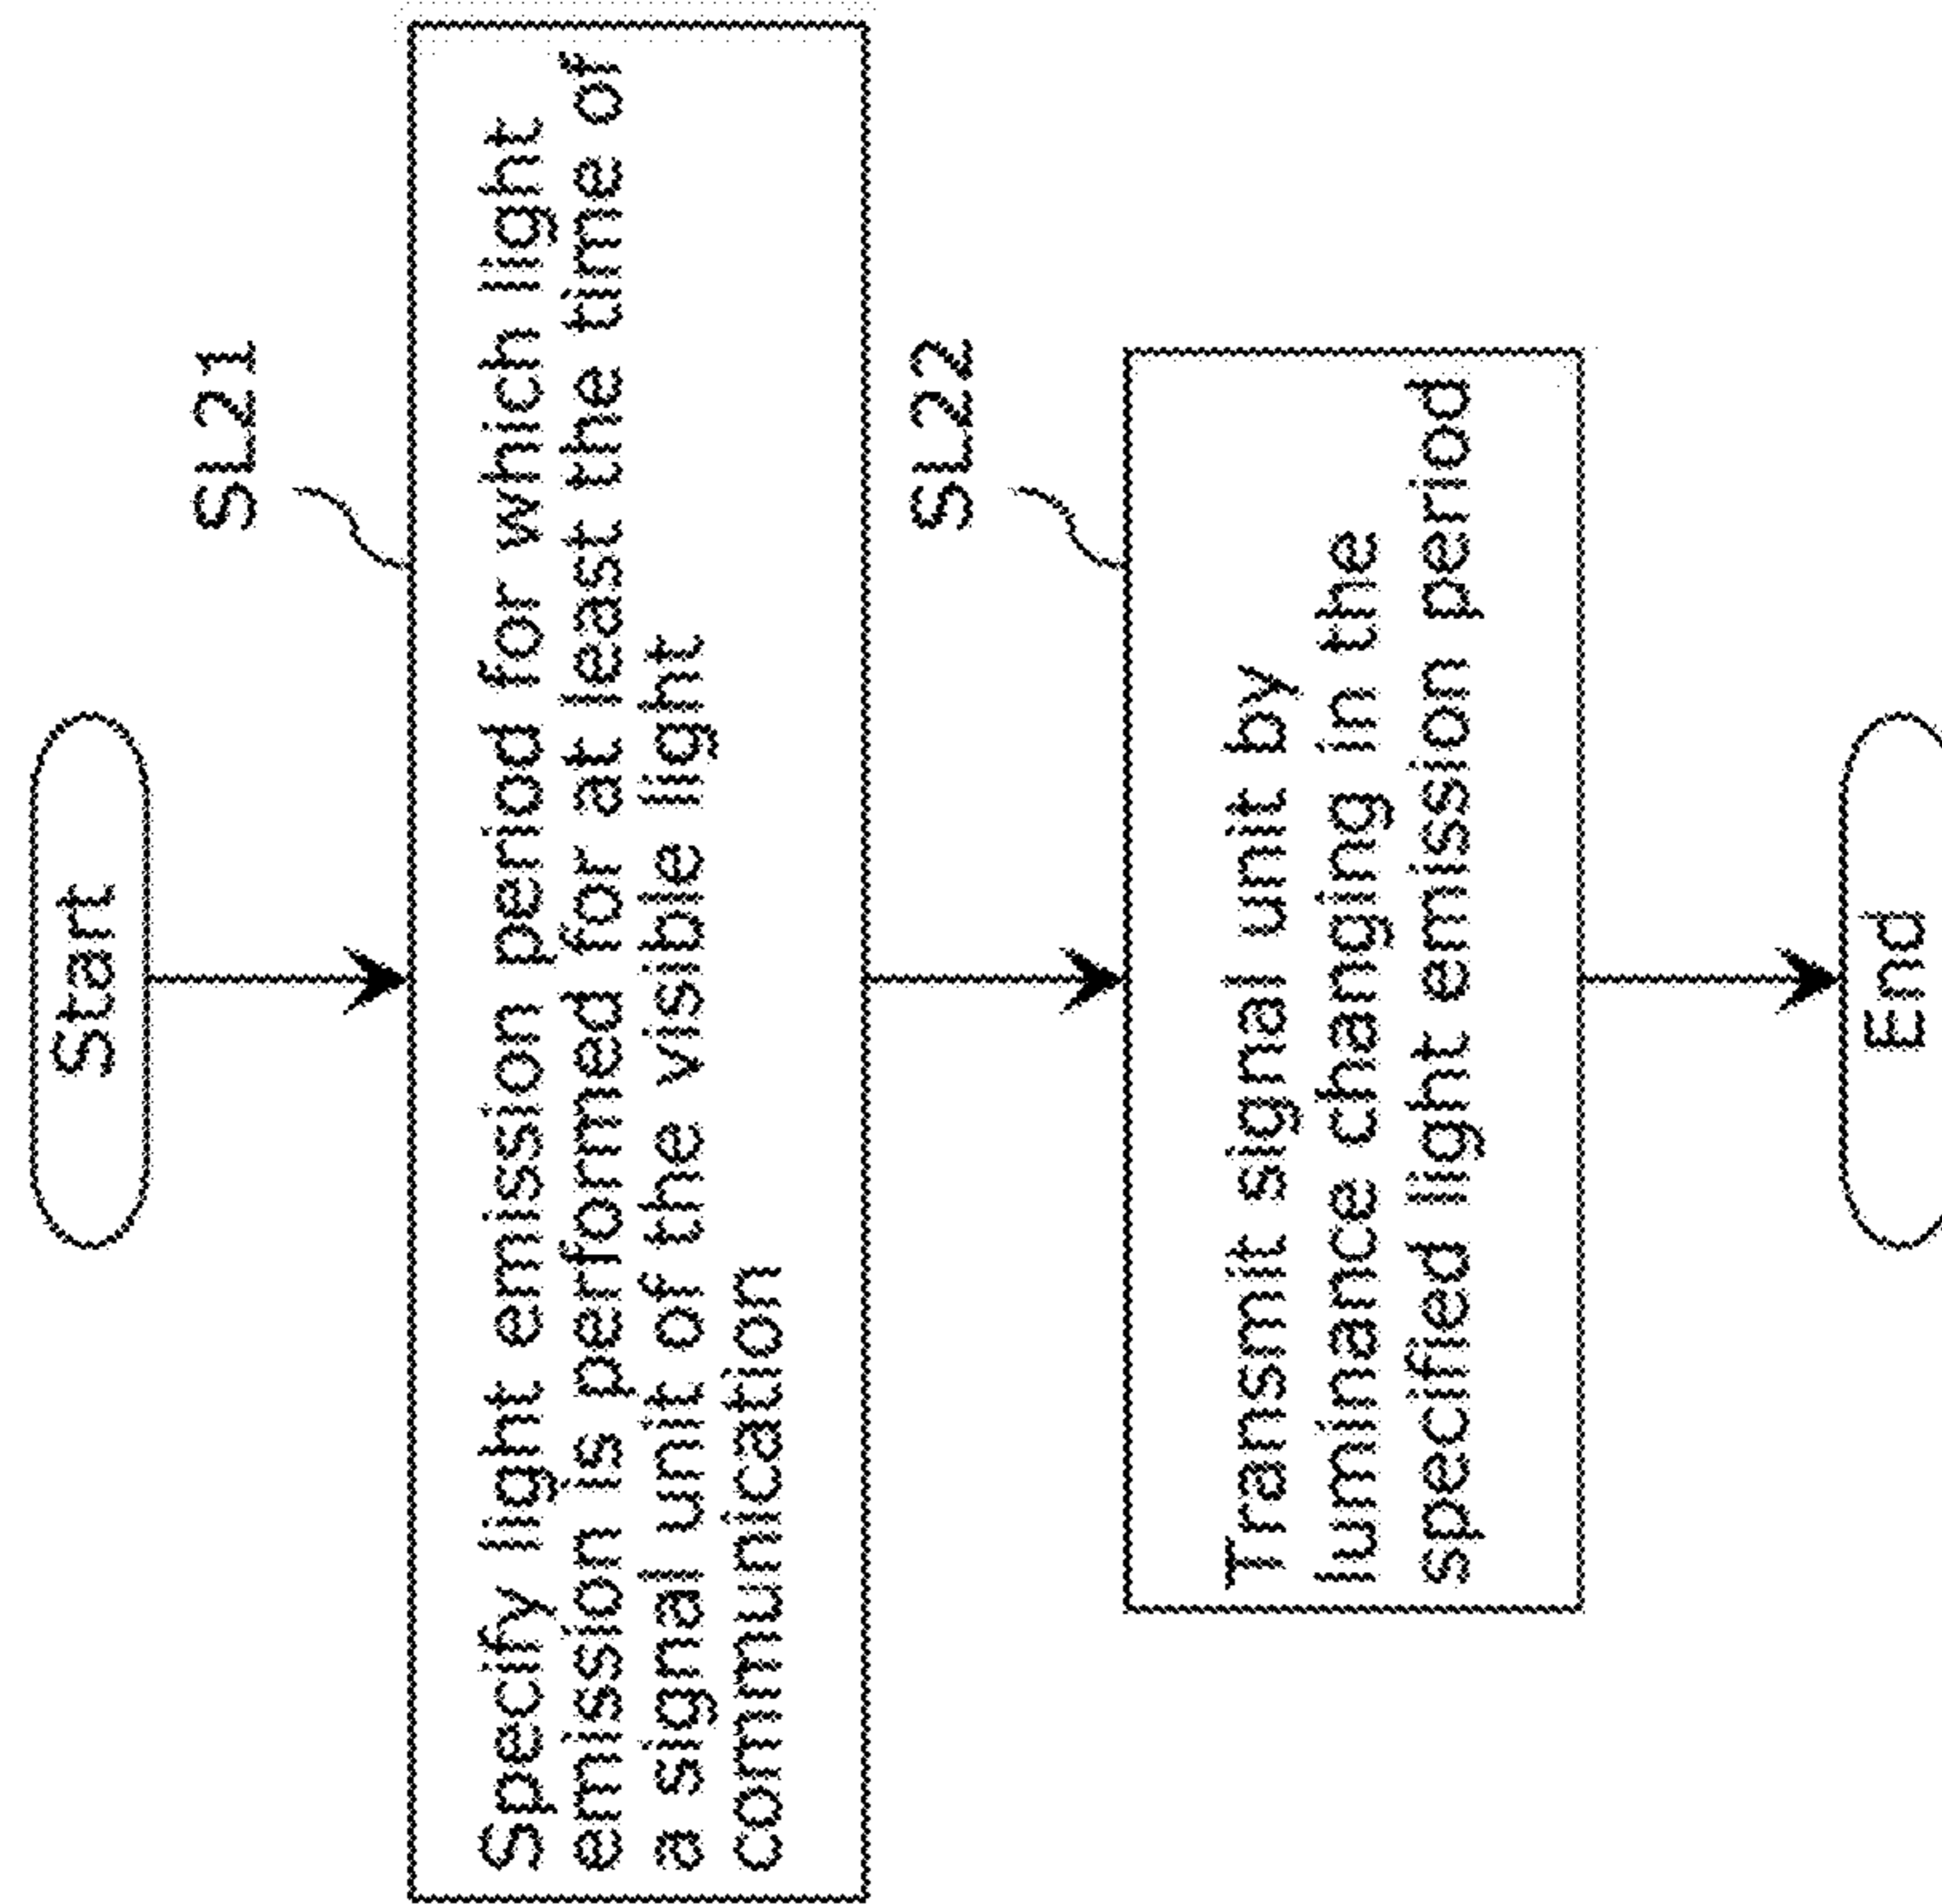 Start
SL21
Specify light emission period for which light
emission is performed for at least the time of
a signal unit of the visible light
communication
SL22
Transmit signal unit by
luminance changing in the
specified light emission period
End